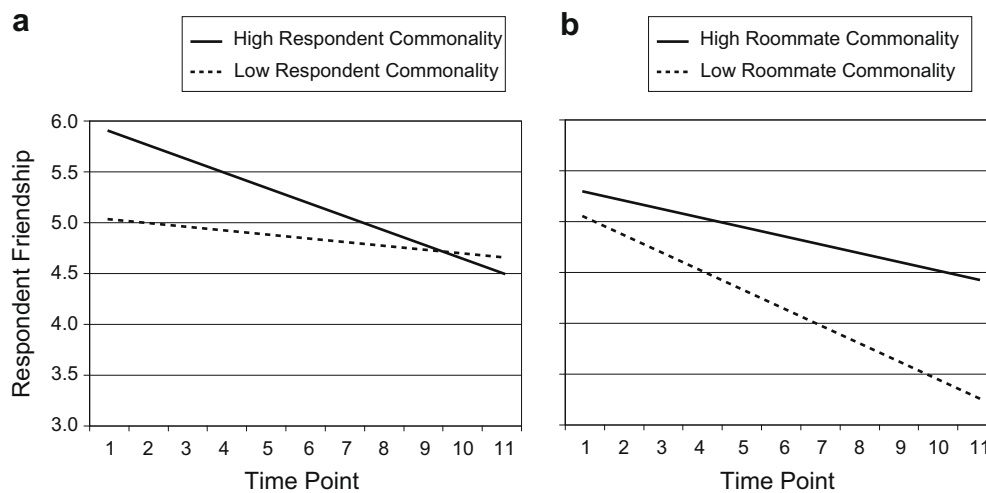 a
High Respondent Commonality
Low Respondent Commonality
b
High Roommate Commonality
Low Roommate Commonality
Respondent Friendship
6.0
5.5
5.0
4.5
4.0
3.5
3.0
1 2 3 4 5 6 7 8 9 10 11
Time Point
1 2 3 4 5 6 7 8 9 10 11
Time Point